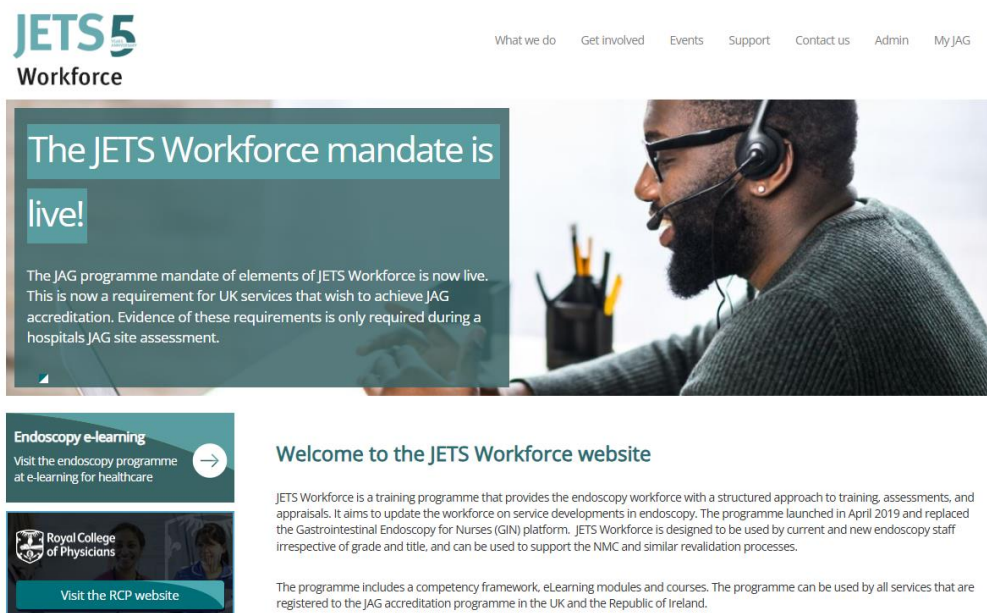 JETS 5
Workforce
What we do Get involved Events Support Contact us Admin My JAG
The JETS Workforce mandate is
live!
The JAG programme mandate of elements of JETS Workforce is now live.
This is now a requirement for UK services that wish to achieve JAG
accreditation. Evidence of these requirements is only required during a
hospitals JAG site assessment.
Endoscopy e-learning
Visit the endoscopy programme
at e-learning for healthcare
Royal College
of Physicians
Visit the RCP website
Welcome to the JETS Workforce website
JETS Workforce is a training programme that provides the endoscopy workforce with a structured approach to training, assessments, and
appraisals. It aims to update the workforce on service developments in endoscopy. The programme launched in April 2019 and replaced
the Gastrointestinal Endoscopy for Nurses (GIN) platform. JETS Workforce is designed to be used by current and new endoscopy staff
irrespective of grade and title, and can be used to support the NMC and similar revalidation processes.
The programme includes a competency framework, eLearning modules and courses. The programme can be used by all services that are
registered to the JAG accreditation programme in the UK and the Republic of Ireland.